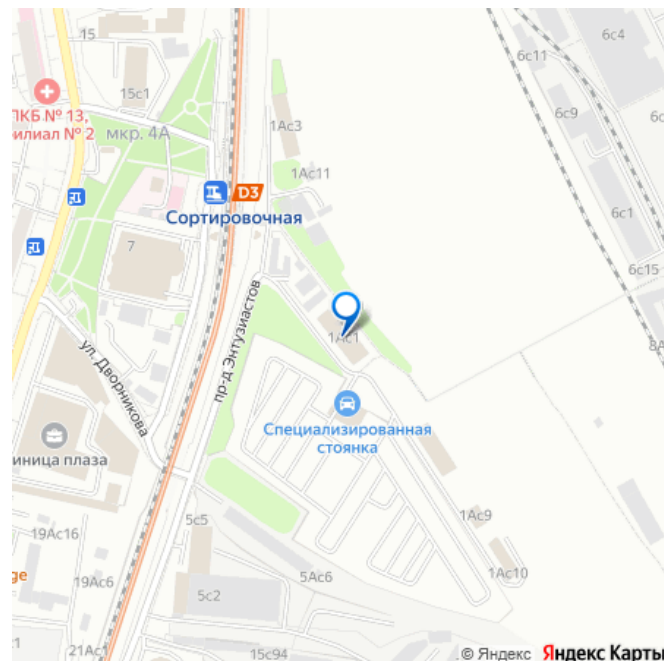 15
6с4
6с11
15с1
ПКБ № 13,
филиал № 2
мкр. 4А
6с9
1Ас3
1Ас11
D3
Сортировочная
6с1
7
6с15
пр-д Энтузиастов
1Ас1
ул. Дворникова
Специализированная
стоянка
иница плаза
1Ас9
5с5
19Ас16
1Ас10
5Ас6
19Ас6
5с2
21Ас1
15с94
© Яндекс Яндекс Карты